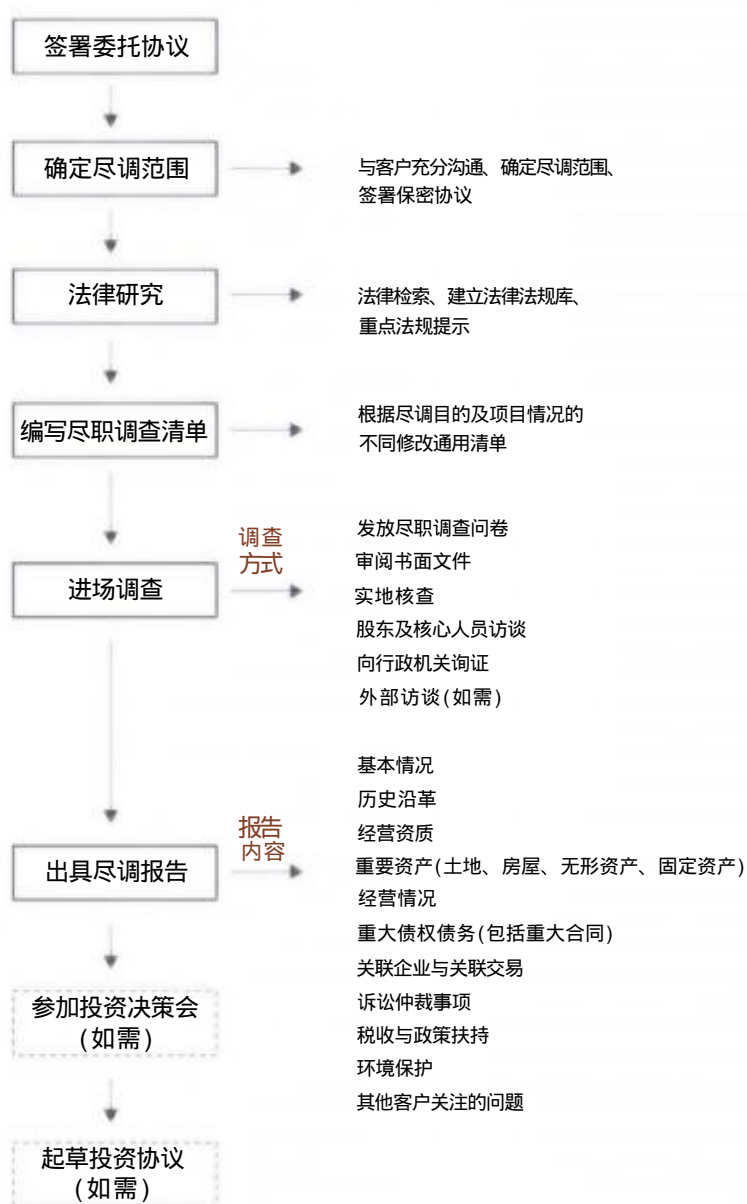 签署委托协议
确定尽调范围
与客户充分沟通、确定尽调范围、
签署保密协议
法律研究
法律检索、建立法律法规库、
重点法规提示
编写尽职调查清单
根据尽调目的及项目情况的
不同修改通用清单
进场调查
调查
方式
发放尽职调查问卷
审阅书面文件
实地核查
股东及核心人员访谈
向行政机关询证
外部访谈(如需)
出具尽调报告
报告
内容
基本情况
历史沿革
经营资质
重要资产(土地、房屋、无形资产、固定资产)
经营情况
重大债权债务(包括重大合同)
关联企业与关联交易
诉讼仲裁事项
税收与政策扶持
环境保护
其他客户关注的问题
参加投资决策会
(如需)
起草投资协议
(如需)